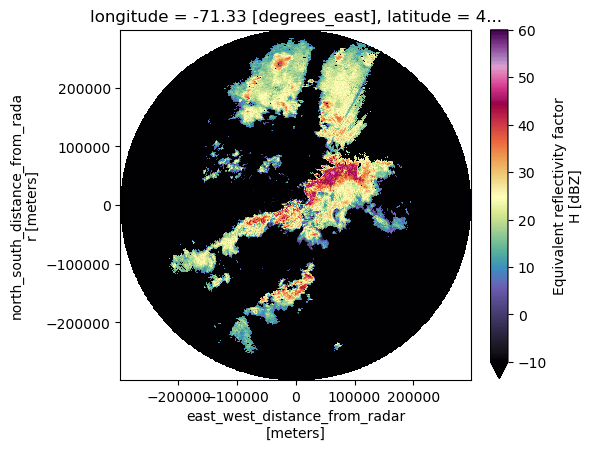 longitude = -71.33 [degrees_east], latitude = 4...
60
50
40
30
20
10
0
−10
Equivalent reflectivity factor
H [dBZ]
200000
100000
0
−100000
−200000
north_south_distance_from_rada
r [meters]
−200000
−100000
0
100000
200000
east_west_distance_from_radar
[meters]